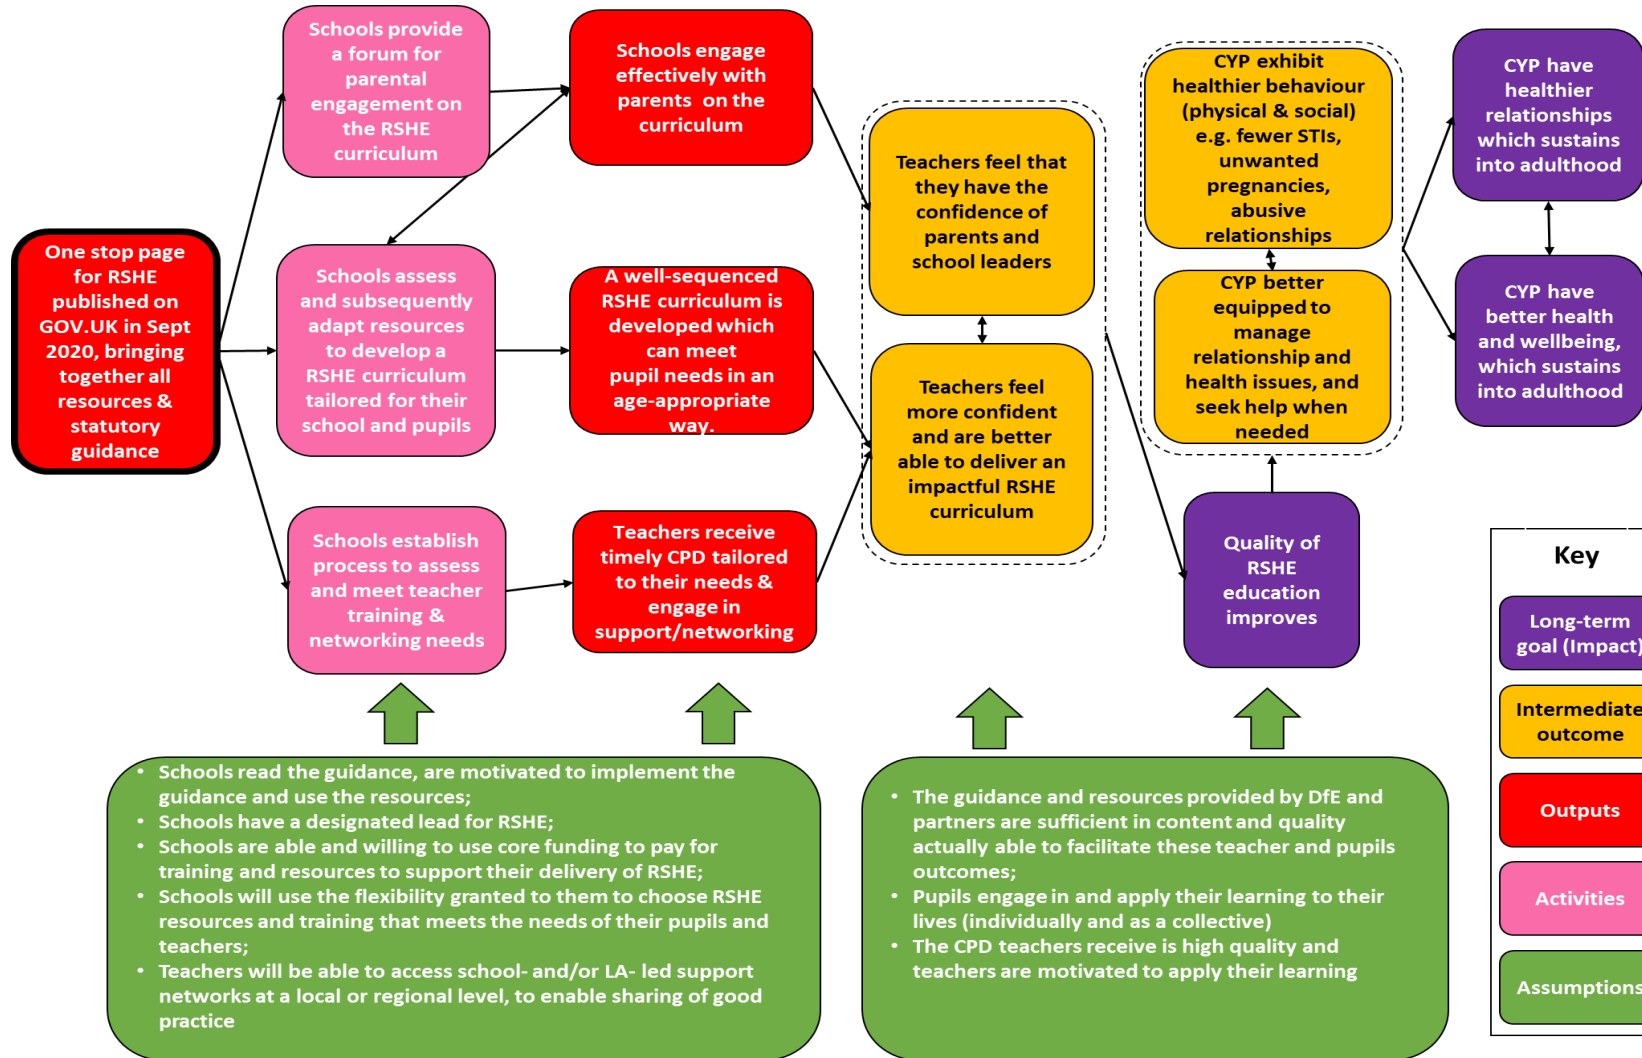 One stop page
for RSHE
published on
GOV.UK in Sept
2020, bringing
together all
resources &
statutory
guidance
Schools provide
a forum for
parental
engagement on
the RSHE
curriculum
Schools assess
and subsequently
adapt resources
to develop a
RSHE curriculum
tailored for their
school and pupils
Schools establish
process to assess
and meet teacher
training &
networking needs
Schools engage
effectively with
parents on the
curriculum
A well-sequenced
RSHE curriculum is
developed which
can meet
pupil needs in an
age-appropriate
way.
Teachers receive
timely CPD tailored
to their needs &
engage in
support/networking
Teachers feel that
they have the
confidence of
parents and
school leaders
Teachers feel
more confident
and are better
able to deliver an
impactful RSHE
curriculum
CYP exhibit
healthier behaviour
(physical & social)
e.g. fewer STIs,
unwanted
pregnancies,
abusive
relationships
CYP better
equipped to
manage
relationship and
health issues, and
seek help when
needed
Quality of
RSHE
education
improves
CYP have
healthier
relationships
which sustains
into adulthood
CYP have
better health
and wellbeing,
which sustains
into adulthood
• Schools read the guidance, are motivated to implement the
guidance and use the resources;
• Schools have a designated lead for RSHE;
• Schools are able and willing to use core funding to pay for
training and resources to support their delivery of RSHE;
• Schools will use the flexibility granted to them to choose RSHE
resources and training that meets the needs of their pupils and
teachers;
• Teachers will be able to access school- and/or LA- led support
networks at a local or regional level, to enable sharing of good
practice
• The guidance and resources provided by DfE and
partners are sufficient in content and quality
actually able to facilitate these teacher and pupils
outcomes;
• Pupils engage in and apply their learning to their
lives (individually and as a collective)
• The CPD teachers receive is high quality and
teachers are motivated to apply their learning
Key
Long-term
goal (Impact)
Intermediate
outcome
Outputs
Activities
Assumptions